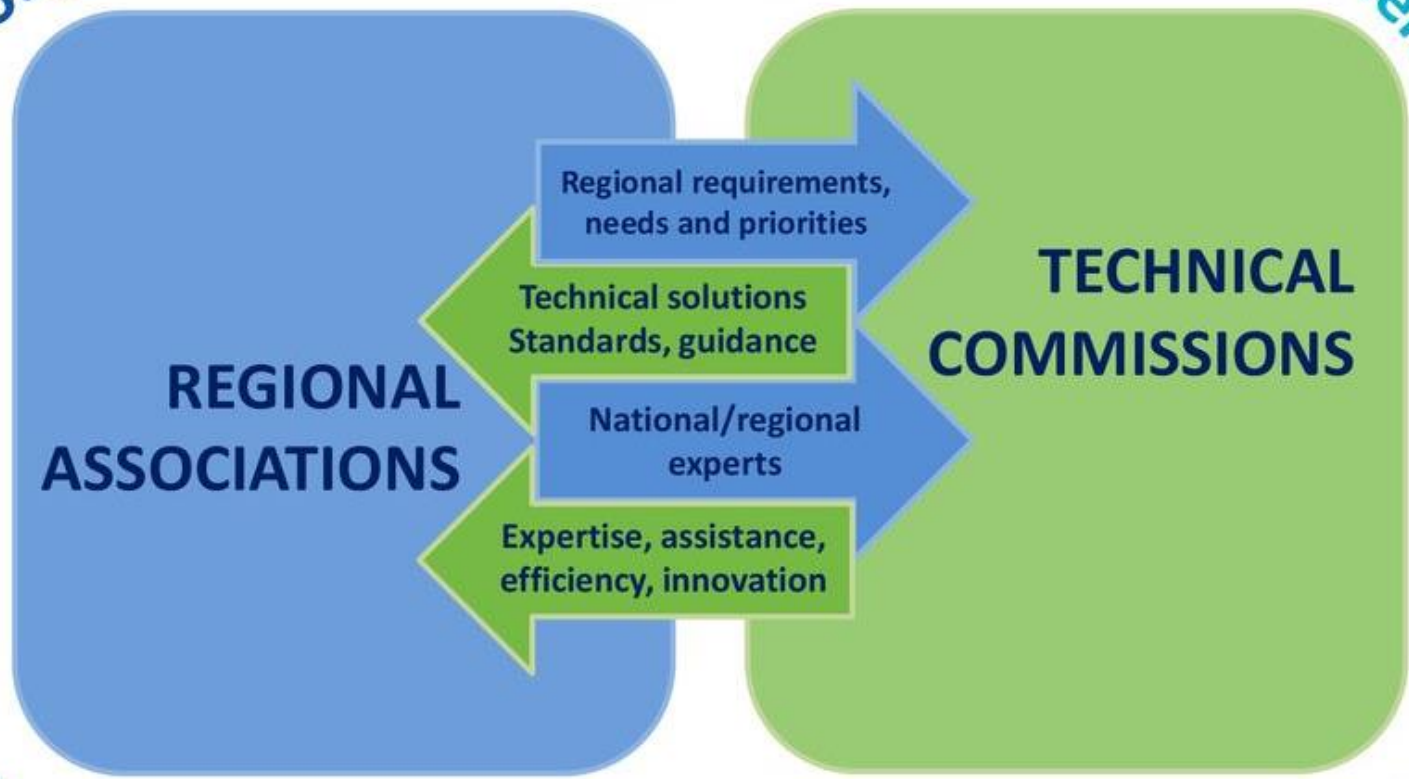 Regional requirements,
needs and priorities
Technical solutions
Standards, guidance
National/regional
experts
Expertise, assistance,
efficiency, innovation
REGIONAL
ASSOCIATIONS
TECHNICAL
COMMISSIONS